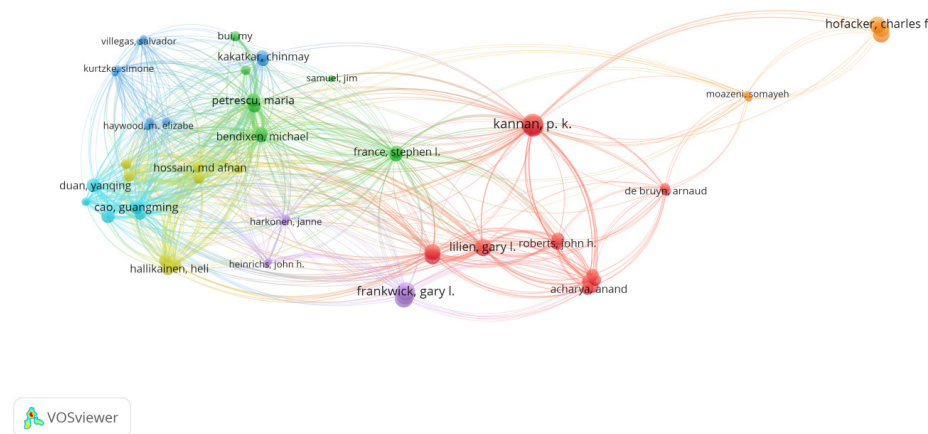 hofacker, charles f
villegas, salvador
bui, my
kakatkar, chinmay
kurtzke, simone
samuel, jim
moazeni, somayeh
petrescu, maria
kannan, p. k.
haywood, m. elizabe
bendixen, michael
france, stephen l.
hossain, md afnan
duan, yanqing
de bruyn, arnaud
cao, guangming
harkonen, janne
lilien, gary l.
roberts, john h.
hallikainen, heli
heinrichs, john h.
frankwick, gary l.
acharya, anand
VOSviewer